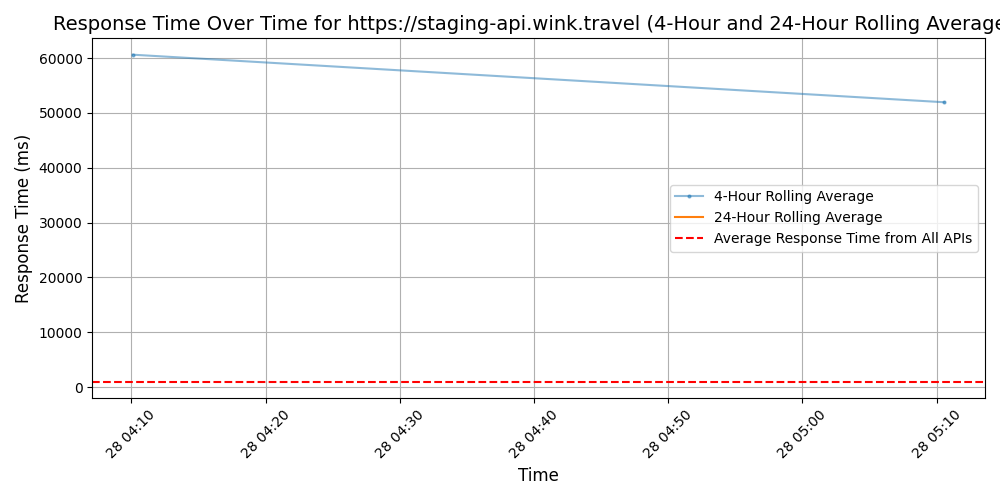 Response Time Over Time for https://staging-api.wink.travel (4-Hour and 24-Hour Rolling Average
Response Time (ms)
60000
50000
40000
30000
20000
10000
0
4-Hour Rolling Average
24-Hour Rolling Average
Average Response Time from All APIs
28 04:10
28 04:20
28 04:30
28 04:40
28 04:50
28 05:00
28 05:10
Time